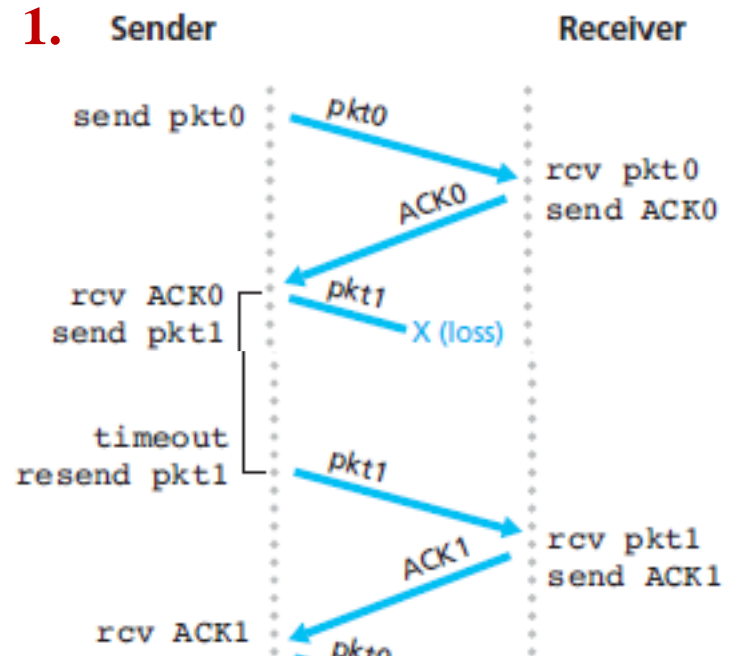 1. Sender Receiver
send pkt0 pkt0
rcv pkt0
send ACK0
ACK0
rcv ACK0
send pkt1
pkt1
X (loss)
timeout
resend pkt1
pkt1
rcv pkt1
send ACK1
ACK1
rcv ACK1
pkt0